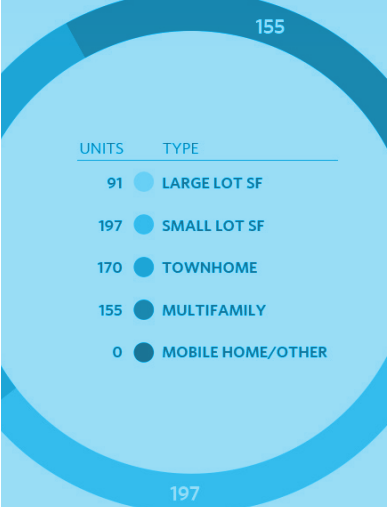 155
UNITS TYPE
91 LARGE LOT SF
197 SMALL LOT SF
170 TOWNHOME
155 MULTIFAMILY
0 MOBILE HOME/OTHER
197